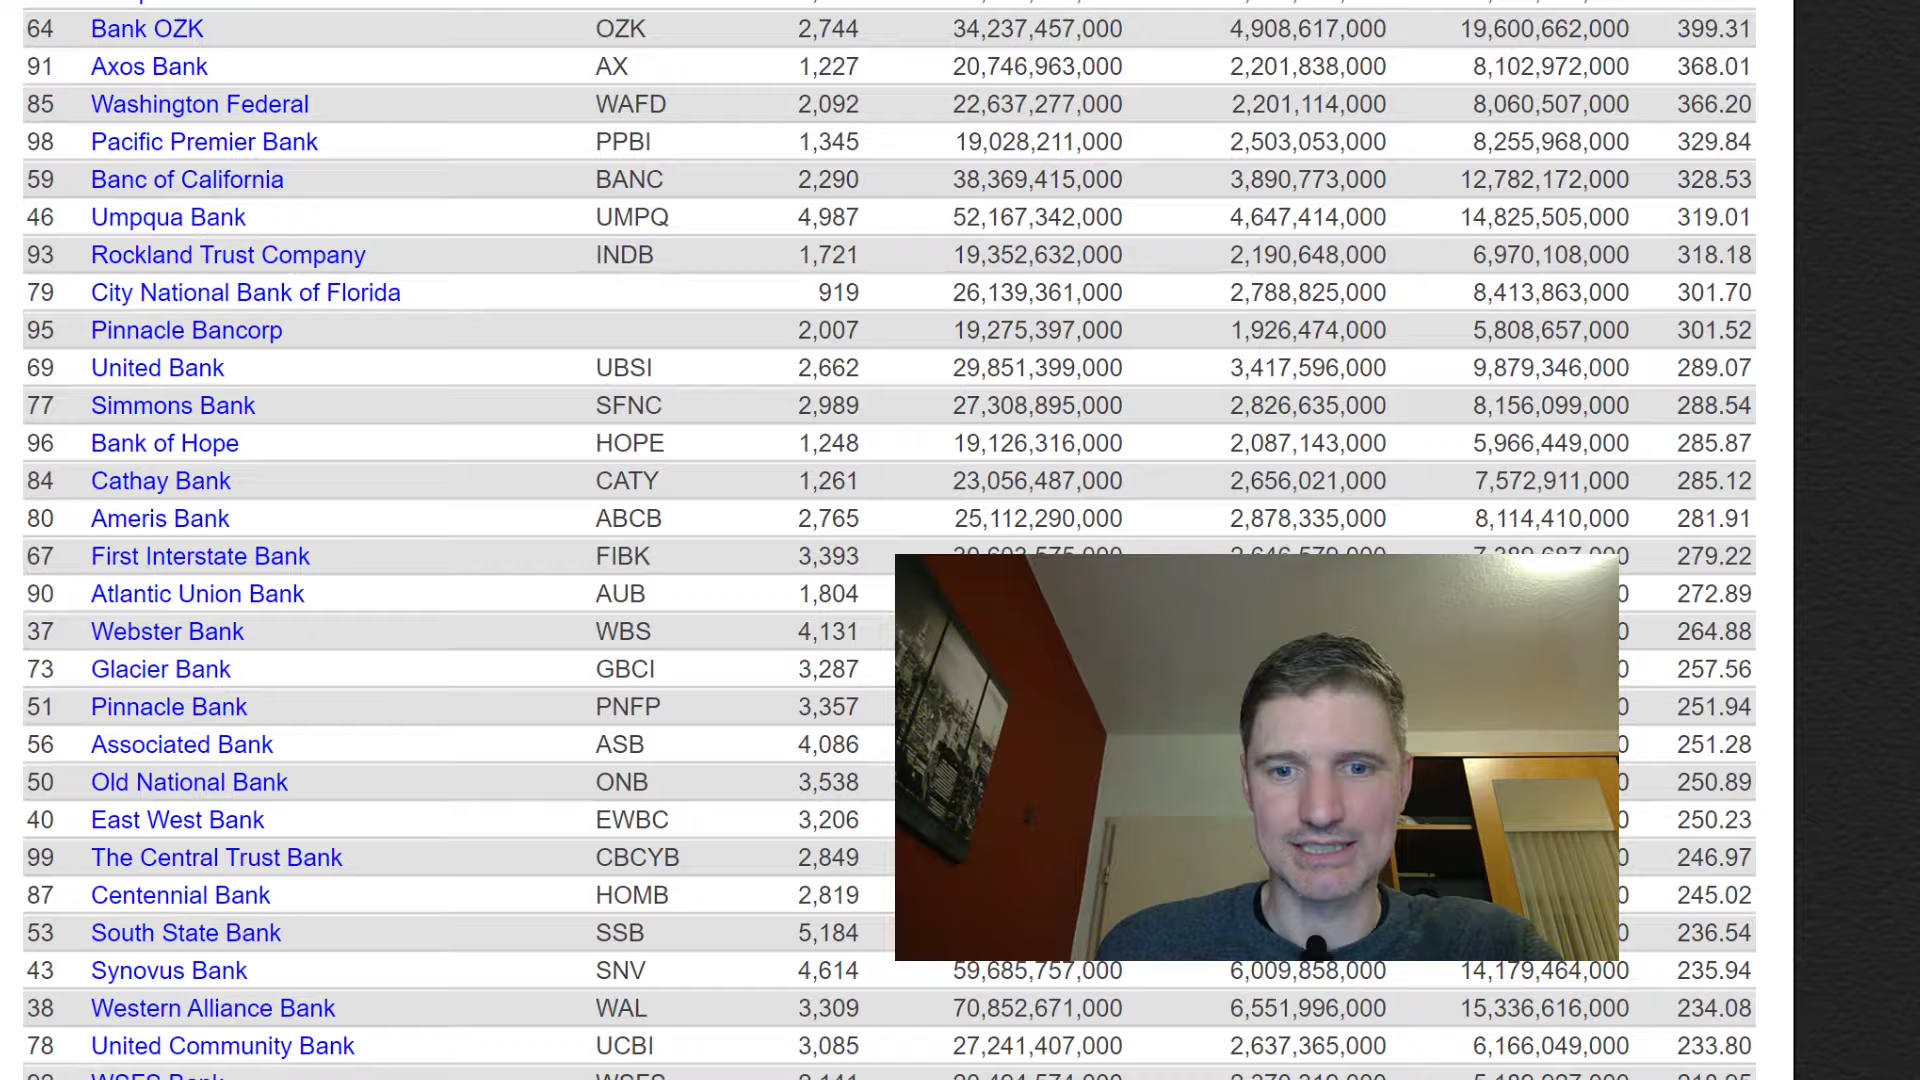 64 Bank OZK OZK 2,744 34,237,457,000 4,908,617,000 19,600,662,000 399.31
91 Axos Bank AX 1,227 20,746,963,000 2,201,838,000 8,102,972,000 368.01
85 Washington Federal WAFD 2,092 22,637,277,000 2,201,114,000 8,060,507,000 366.20
98 Pacific Premier Bank PPBI 1,345 19,028,211,000 2,503,053,000 8,255,968,000 329.84
59 Banc of California BANC 2,290 38,369,415,000 3,890,773,000 12,782,172,000 328.53
46 Umpqua Bank UMPQ 4,987 52,167,342,000 4,647,414,000 14,825,505,000 319.01
93 Rockland Trust Company INDB 1,721 19,352,632,000 2,190,648,000 6,970,108,000 318.18
79 City National Bank of Florida 919 26,139,361,000 2,788,825,000 8,413,863,000 301.70
95 Pinnacle Bancorp 2,007 19,275,397,000 1,926,474,000 5,808,657,000 301.52
69 United Bank UBSI 2,662 29,851,399,000 3,417,596,000 9,879,346,000 289.07
77 Simmons Bank SFNC 2,989 27,308,895,000 2,826,635,000 8,156,099,000 288.54
96 Bank of Hope HOPE 1,248 19,126,316,000 2,087,143,000 5,966,449,000 285.87
84 Cathay Bank CATY 1,261 23,056,487,000 2,656,021,000 7,572,911,000 285.12
80 Ameris Bank ABCB 2,765 25,112,290,000 2,878,335,000 8,114,410,000 281.91
67 First Interstate Bank FIBK 3,393 279.22
90 Atlantic Union Bank AUB 1,804 0 272.89
37 Webster Bank WBS 4,131 0 264.88
73 Glacier Bank GBCI 3,287 0 257.56
51 Pinnacle Bank PNFP 3,357 0 251.94
56 Associated Bank ASB 4,086 0 251.28
50 Old National Bank ONB 3,538 0 250.89
40 East West Bank EWBC 3,206 0 250.23
99 The Central Trust Bank CBCYB 2,849 0 246.97
87 Centennial Bank HOMB 2,819 0 245.02
53 South State Bank SSB 5,184 0 236.54
43 Synovus Bank SNV 4,614 59,685,757,000 6,009,858,000 14,179,464,000 235.94
38 Western Alliance Bank WAL 3,309 70,852,671,000 6,551,996,000 15,336,616,000 234.08
78 United Community Bank UCBI 3,085 27,241,407,000 2,637,365,000 6,166,049,000 233.80